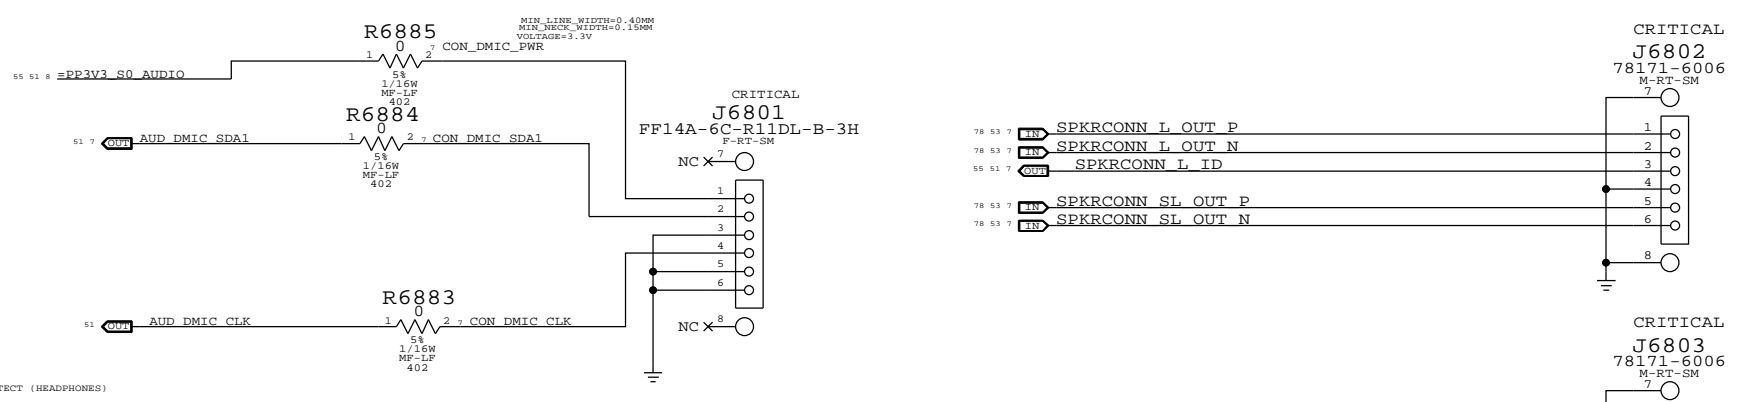 MIN_LINE_WIDTH=0.40MM
MIN_NECK_WIDTH=0.15MM
VOLTAGE=3.3V
R6885
0
1
2
7 CON_DMIC_PWR
55 51 8 =PP3V3_S0_AUDIO
5%
1/16W
MF-LF
402
R6884
0
51 7 OUT AUD_DMIC_SDA1
1
2
7 CON_DMIC_SDA1
5%
1/16W
MF-LF
402
CRITICAL
J6801
FF14A-6C-R11DL-B-3H
F-RT-SM
NC 7
1
2
3
4
5
6
NC 8
R6883
0
51 OUT AUD_DMIC_CLK
1
2
7 CON_DMIC_CLK
5%
1/16W
MF-LF
402
TECT (HEADPHONES)
CRITICAL
J6802
78171-6006
M-RT-SM
7
78 53 7 IN SPKRCONN_L_OUT_P 1
78 53 7 IN SPKRCONN_L_OUT_N 2
55 51 7 OUT SPKRCONN_L_ID 3
4
78 53 7 IN SPKRCONN_SL_OUT_P 5
78 53 7 IN SPKRCONN_SL_OUT_N 6
8
CRITICAL
J6803
78171-6006
M-RT-SM
7